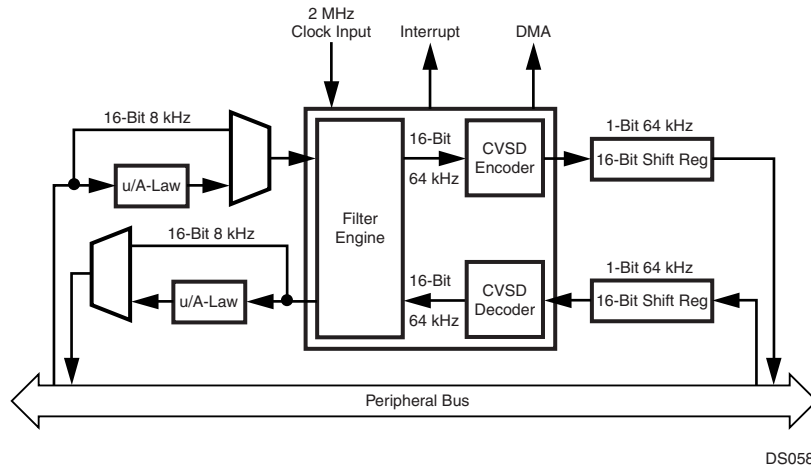 2 MHz
Clock Input
Interrupt
DMA
16-Bit 8 kHz
u/A-Law
16-Bit 8 kHz
u/A-Law
Filter
Engine
16-Bit
64 kHz
CVSD
Encoder
1-Bit 64 kHz
16-Bit Shift Reg
16-Bit
64 kHz
CVSD
Decoder
1-Bit 64 kHz
16-Bit Shift Reg
Peripheral Bus
DS058